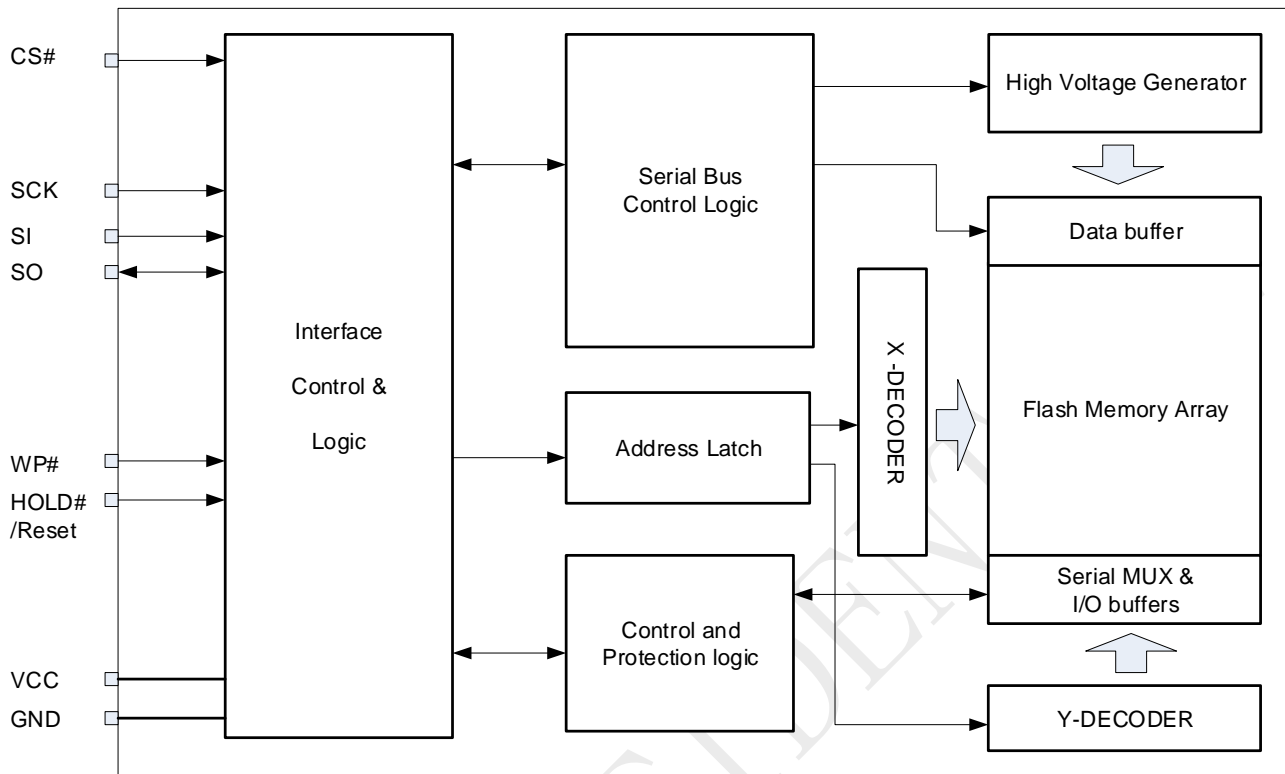 CS#
SCK
SI
SO
WP#
HOLD#
/Reset
VCC
GND
Interface
Control &
Logic
Serial Bus
Control Logic
Address Latch
Control and
Protection logic
X-DECODER
High Voltage Generator
Data buffer
Flash Memory Array
Serial MUX &
I/O buffers
Y-DECODER